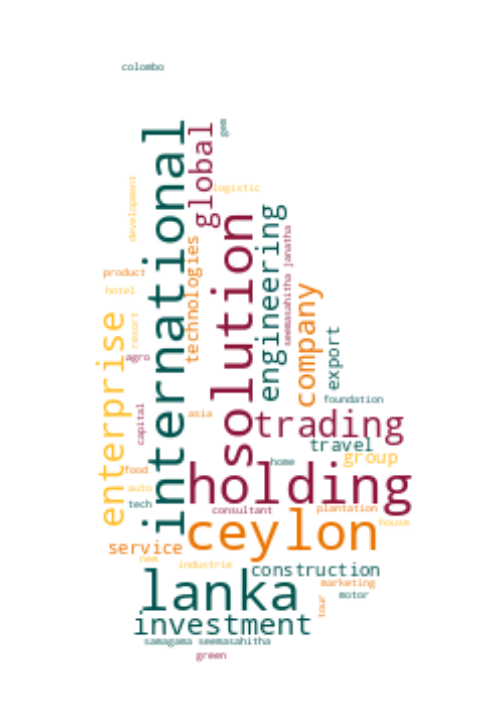 colombo
international
global
gem
logistic
development
solution
engineering
seemasahitha janatha
technologies
product
hotel
resort
enterprise
company
export
agro
foundation
capital
asia
trading
travel
group
home
food
holding
auto
tech
consultant
plantation
ceylon
house
service
new
industrie
construction
lanka
marketing
motor
tour
investment
samagama seemasahitha
green